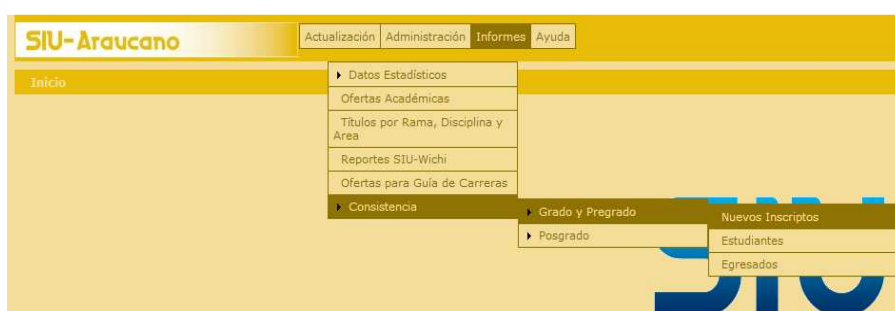 SIU-Araucano
Actualización Administración Informes Ayuda
Inicio
Datos Estadísticos
Ofertas Académicas
Títulos por Rama, Disciplina y
Area
Reportes SIU-Wichi
Ofertas para Guía de Carreras
Consistencia
Grado y Pregrado
Posgrado
Nuevos Inscriptos
Estudiantes
Egresados
SIU